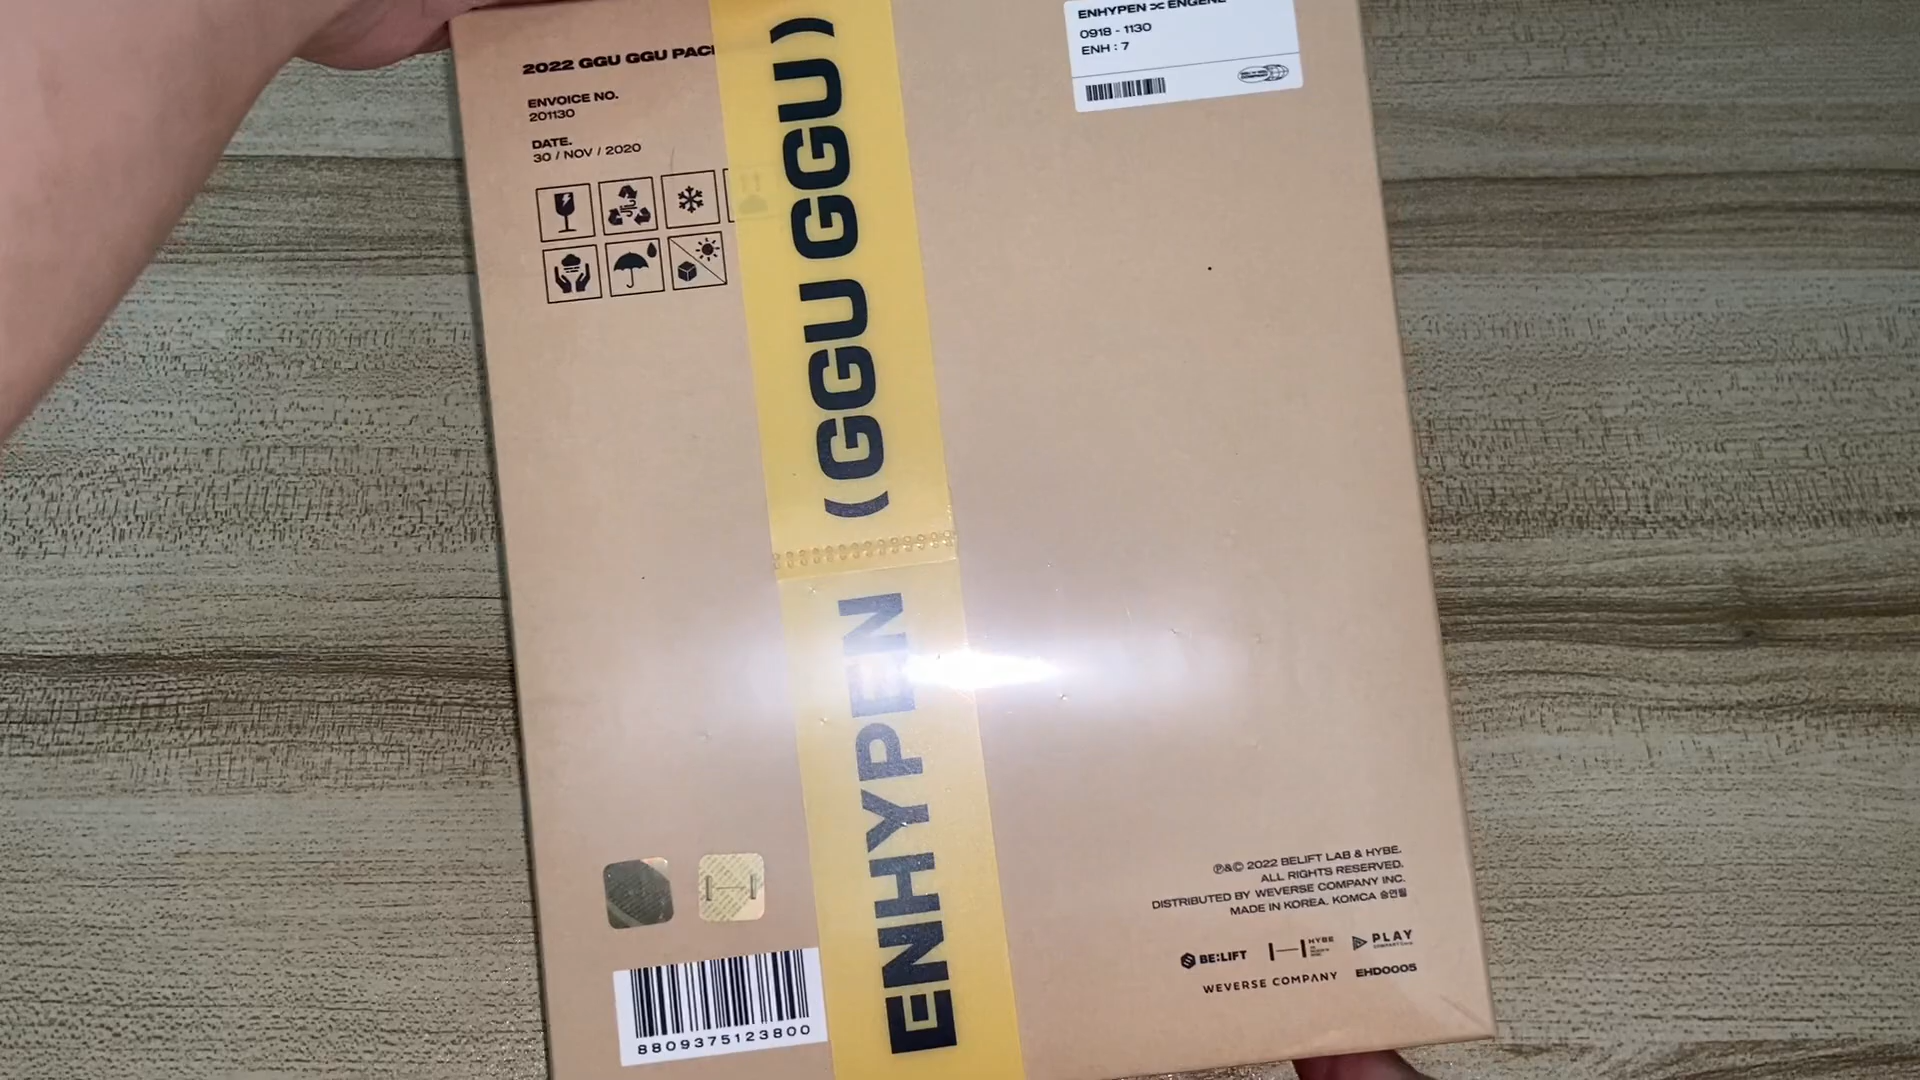 2022 GGU GGU PACK
ENVOICE NO.
201130
DATE.
30 / NOV / 2020
ENHYPEN (GGU GGU)
ENHYPEN ENGENE
0918 - 1130
ENH : 7
8809375123800
Ⓟ&© 2022 BELIFT LAB & HYBE.
ALL RIGHTS RESERVED.
DISTRIBUTED BY WEVERSE COMPANY INC.
MADE IN KOREA. KOMCA 승인필
BE:LIFT
HYBE
PLAY
WEVERSE COMPANY
EHD0005